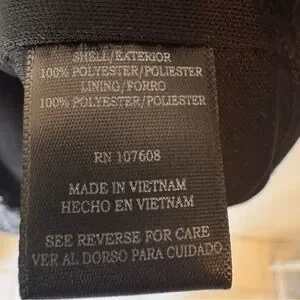 SHELL/EXTERIOR
100% POLYESTER/POLIESTER
LINING/FORRO
100% POLYESTER/POLIESTER
RN 107608
MADE IN VIETNAM
HECHO EN VIETNAM
SEE REVERSE FOR CARE
VER AL DORSO PARA CUIDADO